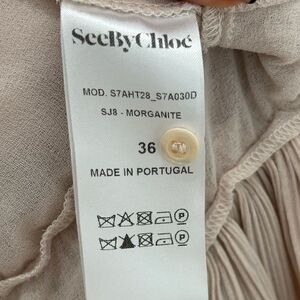 SeeByChloé
MOD. S7AHT28_S7A030D
SJ8 - MORGANITE
36
MADE IN PORTUGAL
P
P